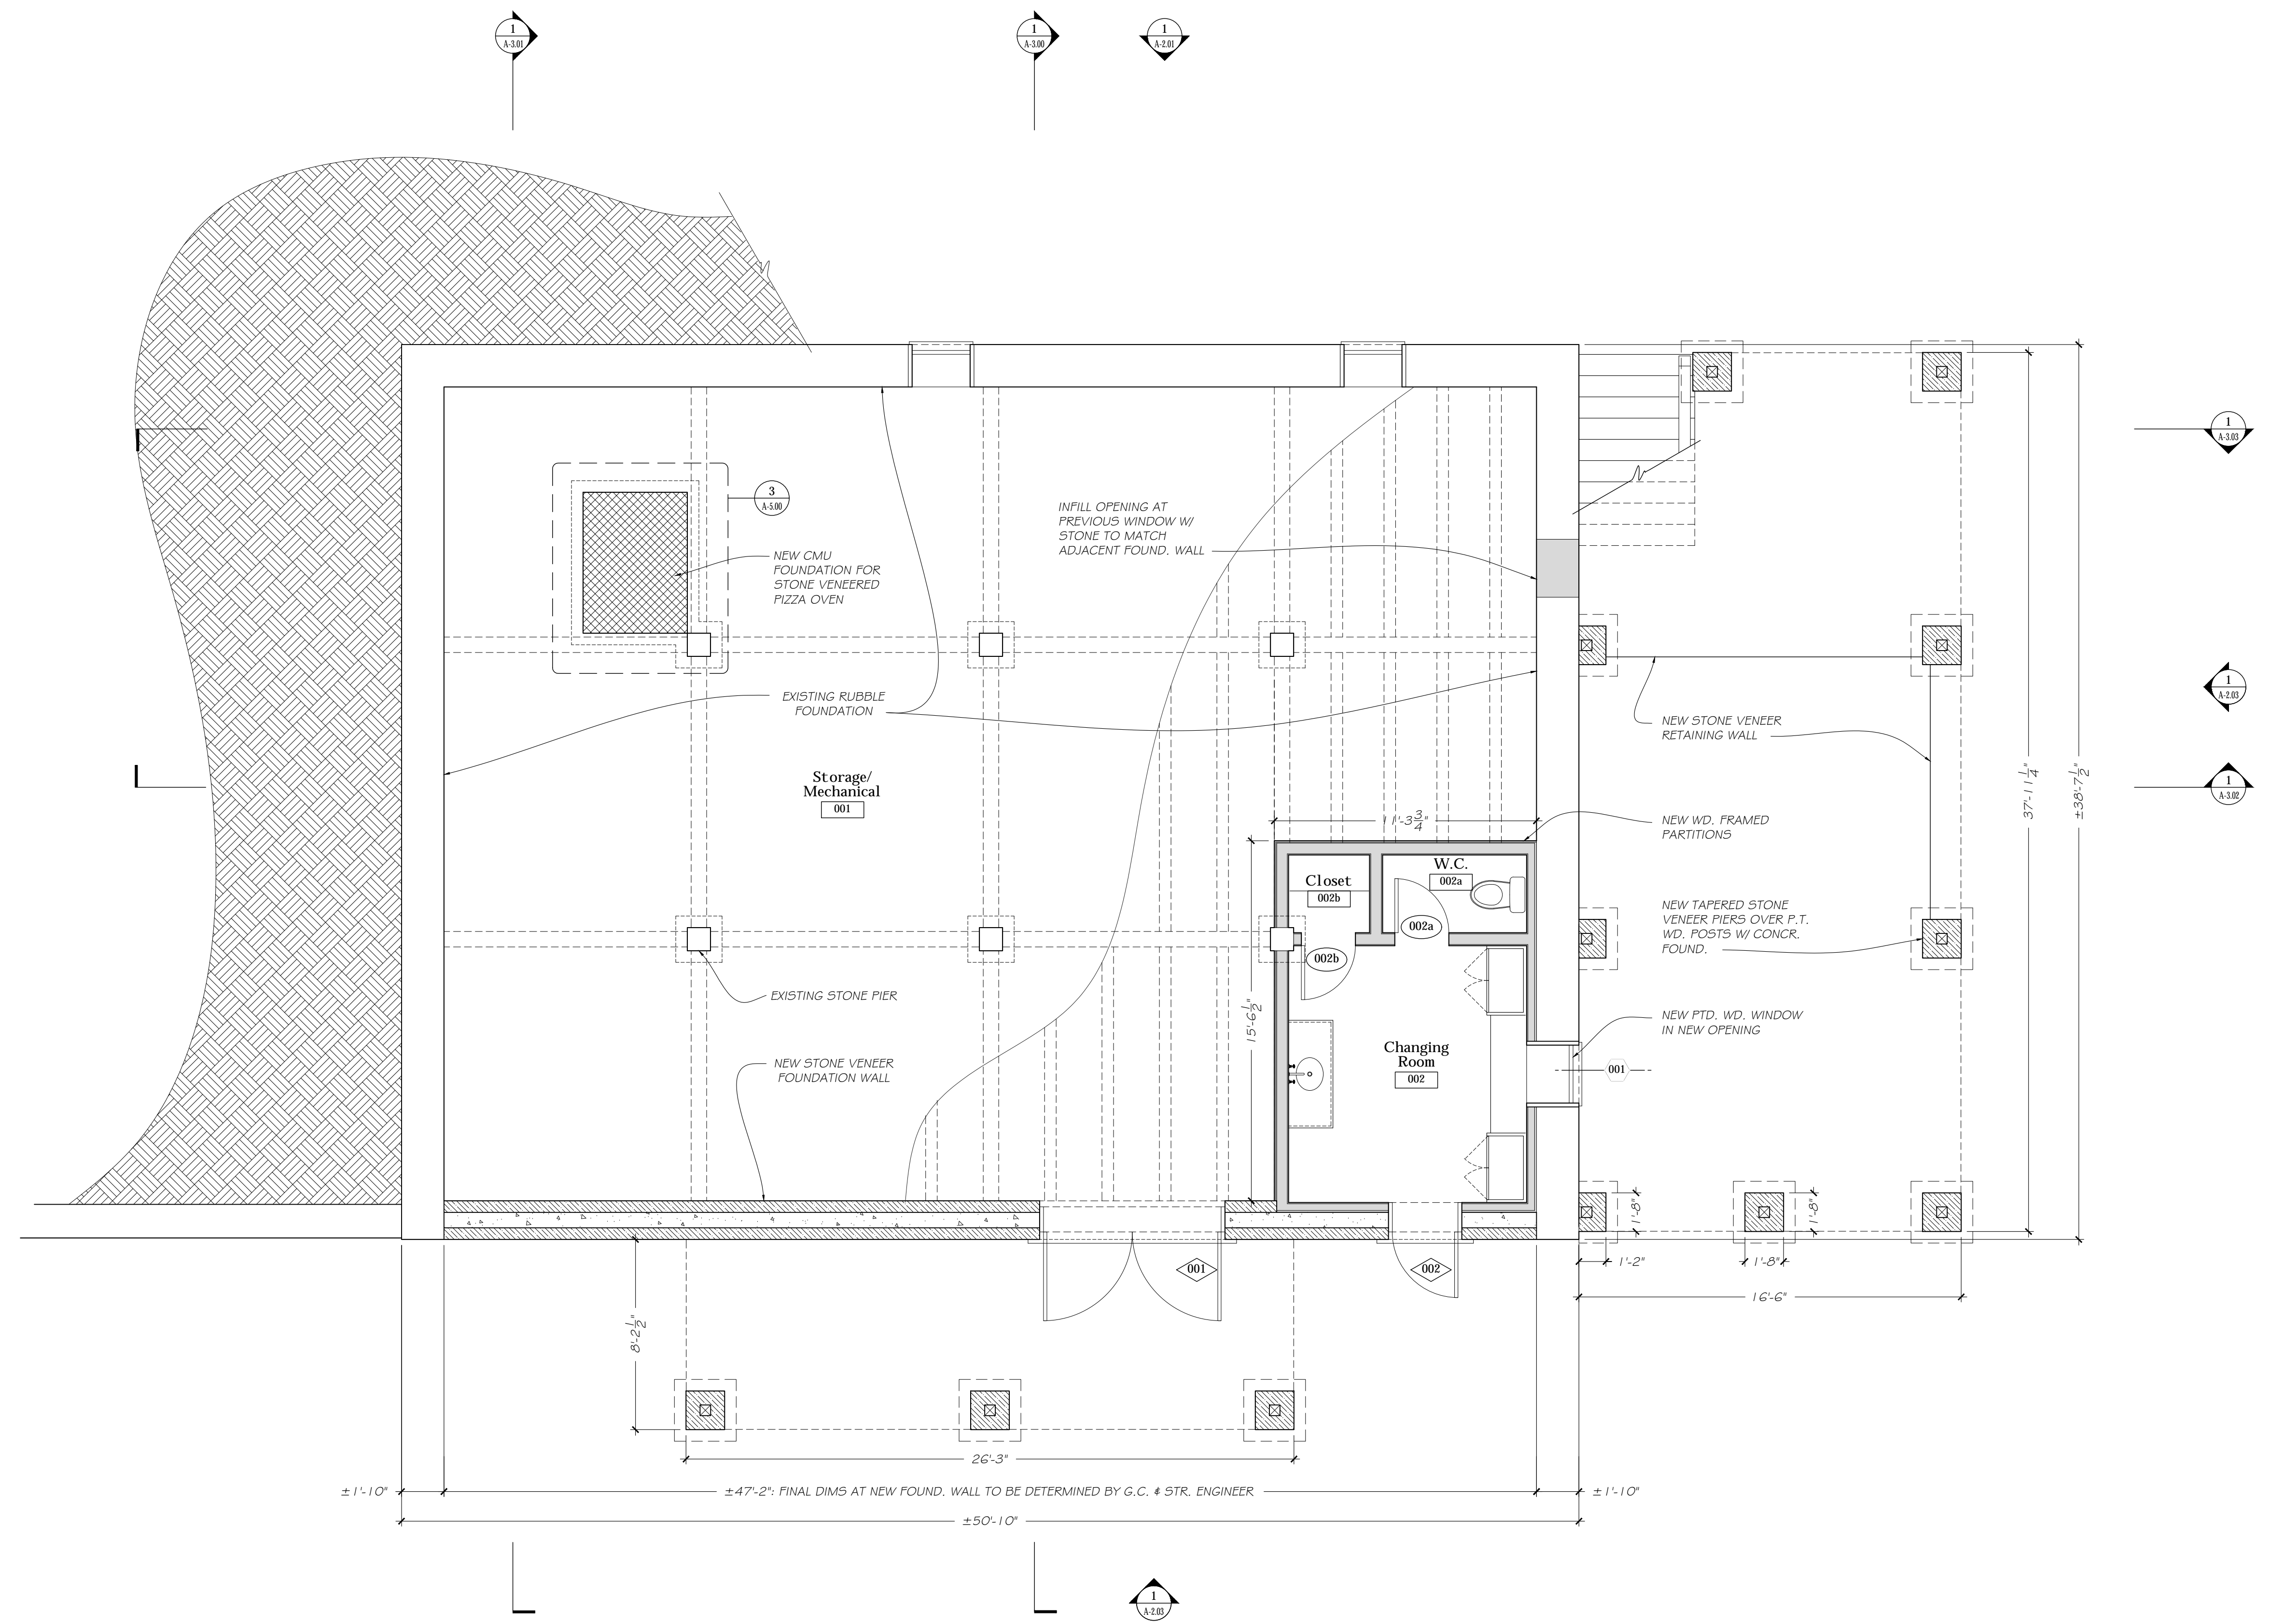 1
A-3.01
1
A-3.00
1
A-2.01
1
A-3.03
3
A-5.00
INFILL OPENING AT
PREVIOUS WINDOW W/
STONE TO MATCH
ADJACENT FOUND. WALL
NEW CMU
FOUNDATION FOR
STONE VENEERED
PIZZA OVEN
EXISTING RUBBLE
FOUNDATION
1
A-2.03
NEW STONE VENEER
RETAINING WALL
Storage/
Mechanical
001
37'-11 1/4"
±38'-7 1/2"
1
A-3.02
11'-3 3/4"
NEW WD. FRAMED
PARTITIONS
W.C.
002a
Closet
002b
002a
002b
NEW TAPERED STONE
VENEER PIERS OVER P.T.
WD. POSTS W/ CONCR.
FOUND.
EXISTING STONE PIER
15'-6 1/2"
NEW PTD. WD. WINDOW
IN NEW OPENING
Changing
Room
002
001
NEW STONE VENEER
FOUNDATION WALL
1'-8"
1'-8"
001
002
1'-2"
1'-8"
16'-6"
8'-2 1/2"
26'-3"
±1'-10"
±47'-2": FINAL DIMS AT NEW FOUND. WALL TO BE DETERMINED BY G.C. & STR. ENGINEER
±1'-10"
±50'-10"
1
A-2.03